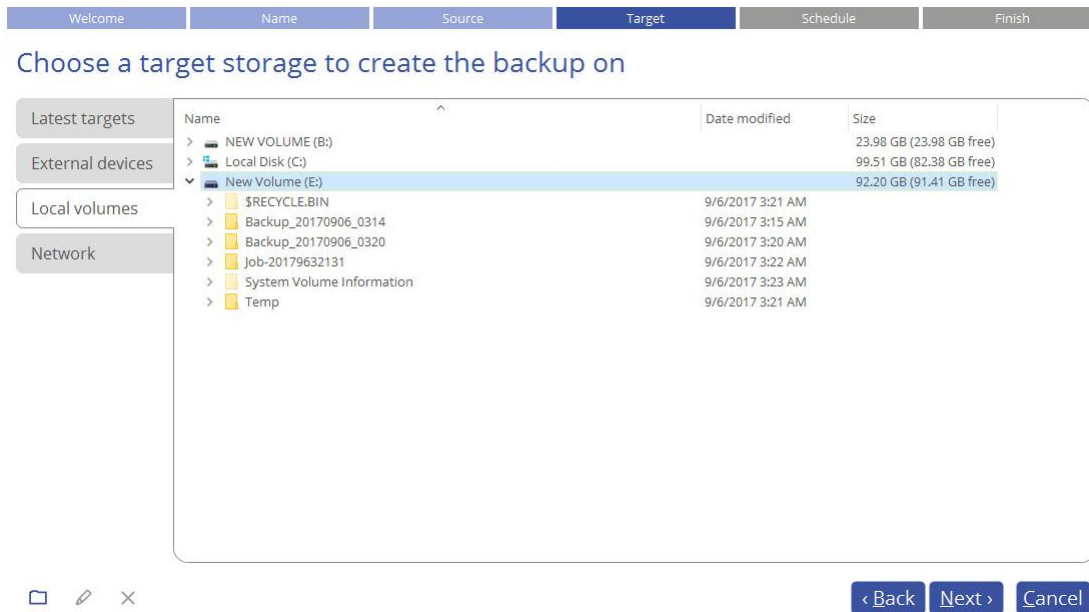 Welcome Name Source Target Schedule Finish
Choose a target storage to create the backup on
Latest targets
External devices
Local volumes
Network
Name Date modified Size
NEW VOLUME (B:) 23.98 GB (23.98 GB free)
Local Disk (C:) 99.51 GB (82.38 GB free)
New Volume (E:) 92.20 GB (91.41 GB free)
$RECYCLE.BIN 9/6/2017 3:21 AM
Backup_20170906_0314 9/6/2017 3:15 AM
Backup_20170906_0320 9/6/2017 3:20 AM
Job-20179632131 9/6/2017 3:22 AM
System Volume Information 9/6/2017 3:23 AM
Temp 9/6/2017 3:21 AM
‹ Back Next › Cancel